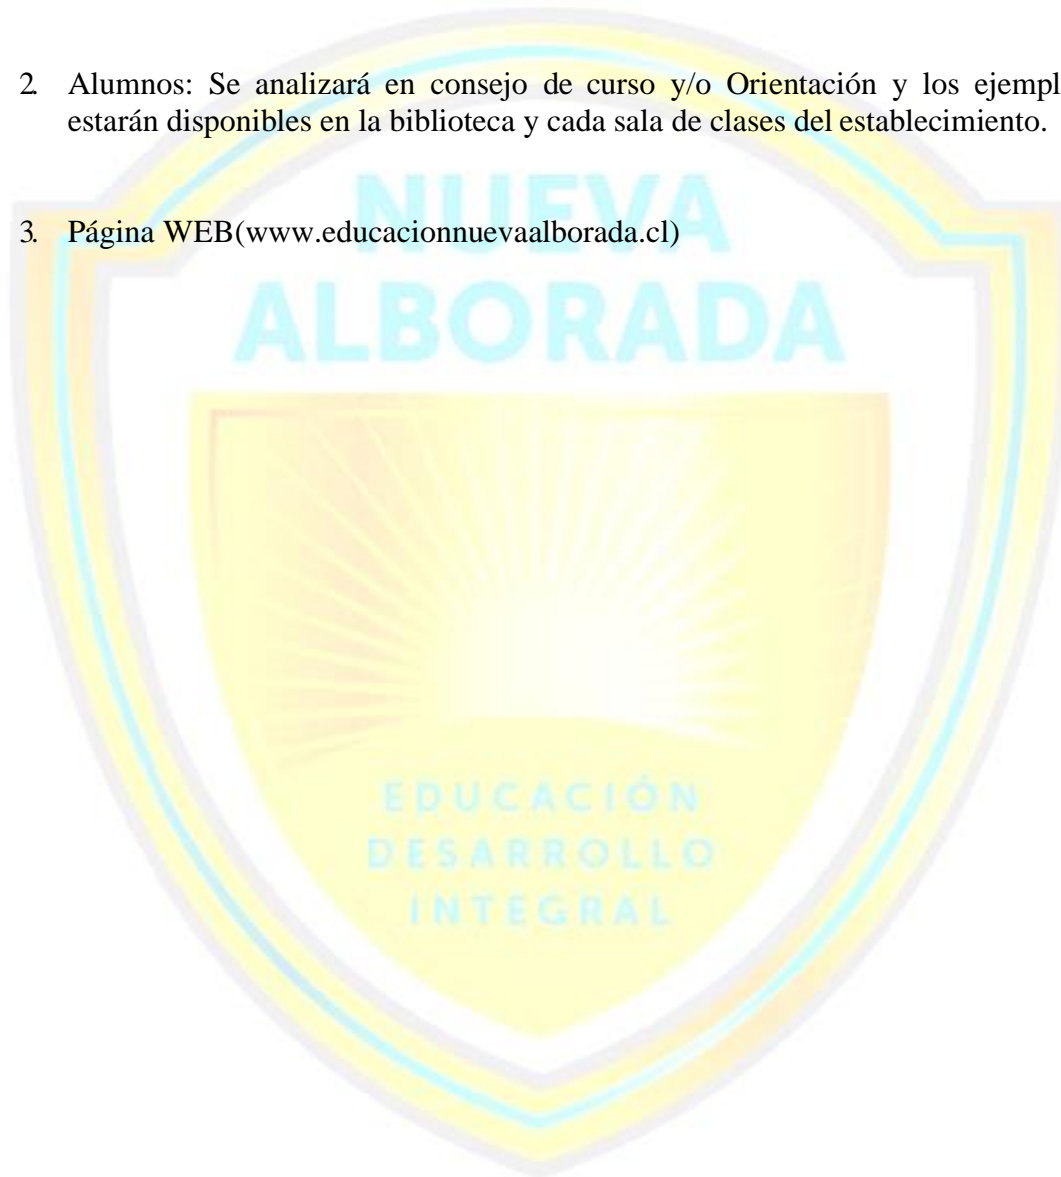 2. Alumnos: Se analizará en consejo de curso y/o Orientación y los ejempl
estarán disponibles en la biblioteca y cada sala de clases del establecimiento.
3. Página WEB(www.educacionnuevaalborada.cl)
NUEVA
ALBORADA
EDUCACIÓN
DESARROLLO
INTEGRAL